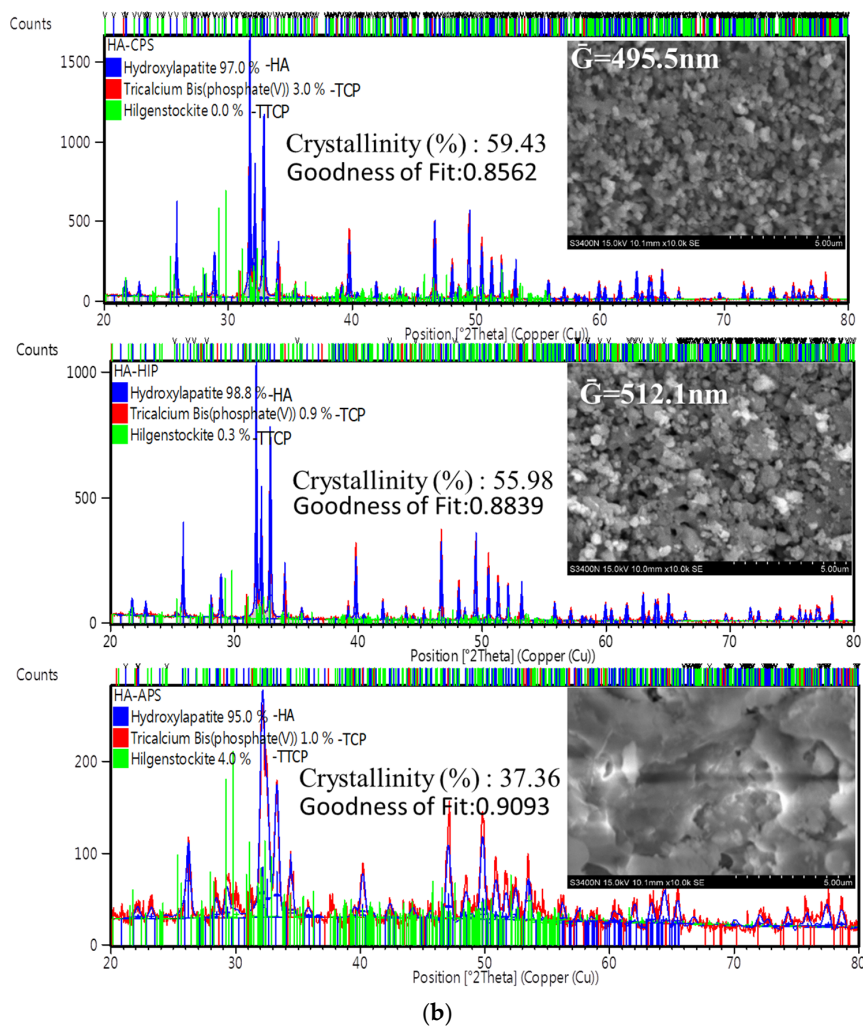 Counts
HA-CPS
1500
Hydroxylapatite 97.0 % -HA
Tricalcium Bis(phosphate(V)) 3.0 % -TCP
Hilgenstockite 0.0 % -TTCP
Ḡ=495.5nm
1000
Crystallinity (%) : 59.43
Goodness of Fit:0.8562
500
S3400N 15.0kV 10.1mm x10.0k SE 5.00um
0
20 30 40 50 60 70 80
Position [°2Theta] (Copper (Cu))
Counts
HA-HIP
1000
Hydroxylapatite 98.8 % -HA
Tricalcium Bis(phosphate(V)) 0.9 % -TCP
Hilgenstockite 0.3 % -TTCP
Ḡ=512.1nm
Crystallinity (%) : 55.98
Goodness of Fit:0.8839
500
S3400N 15.0kV 10.0mm x10.0k SE 5.00um
0
20 30 40 50 60 70 80
Position [°2Theta] (Copper (Cu))
Counts
HA-APS
Hydroxylapatite 95.0 % -HA
Tricalcium Bis(phosphate(V)) 1.0 % -TCP
Hilgenstockite 4.0 % -TTCP
200
Crystallinity (%) : 37.36
Goodness of Fit:0.9093
100
S3400N 15.0kV 10.1mm x10.0k SE 5.00um
0
20 30 40 50 60 70 80
Position [°2Theta] (Copper (Cu))
(b)